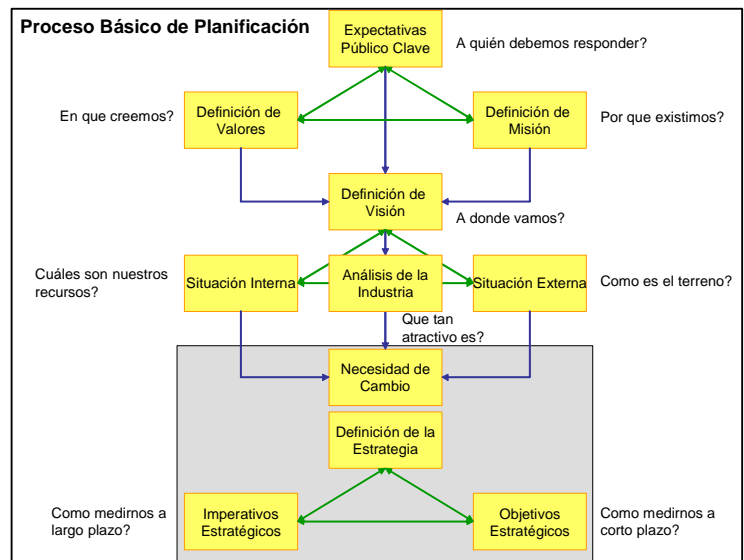 Proceso Básico de Planificación
Expectativas
Público Clave
A quién debemos responder?
En que creemos?
Definición de
Valores
Definición de
Misión
Por que existimos?
Definición de
Visión
A donde vamos?
Cuáles son nuestros
recursos?
Situación Interna
Análisis de la
Industria
Situación Externa
Como es el terreno?
Que tan
atractivo es?
Necesidad de
Cambio
Definición de la
Estrategia
Como medirnos a
largo plazo?
Imperativos
Estratégicos
Objetivos
Estratégicos
Como medirnos a
corto plazo?